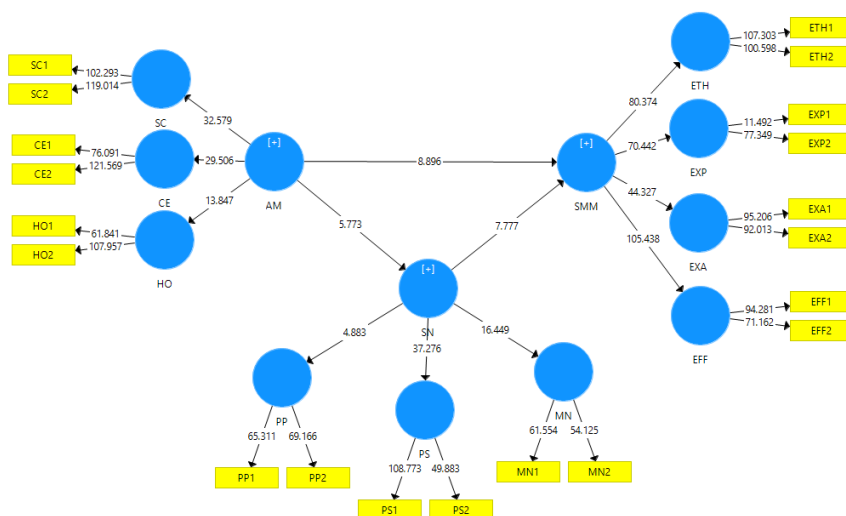 SC1
102.293
SC2
119.014
SC
32.579
CE1
76.091
CE2
121.569
CE
29.506
HO1
61.841
HO2
107.957
HO
13.847
[+]
AM
8.896
5.773
7.777
[+]
SMM
[+]
SN
80.374
70.442
44.327
105.438
ETH
107.303
ETH1
100.598
ETH2
EXP
11.492
EXP1
77.349
EXP2
EXA
95.206
EXA1
92.013
EXA2
EFF
94.281
EFF1
71.162
EFF2
4.883
37.276
16.449
PP
65.311
69.166
PP1
PP2
PS
108.773
49.883
PS1
PS2
MN
61.554
54.125
MN1
MN2